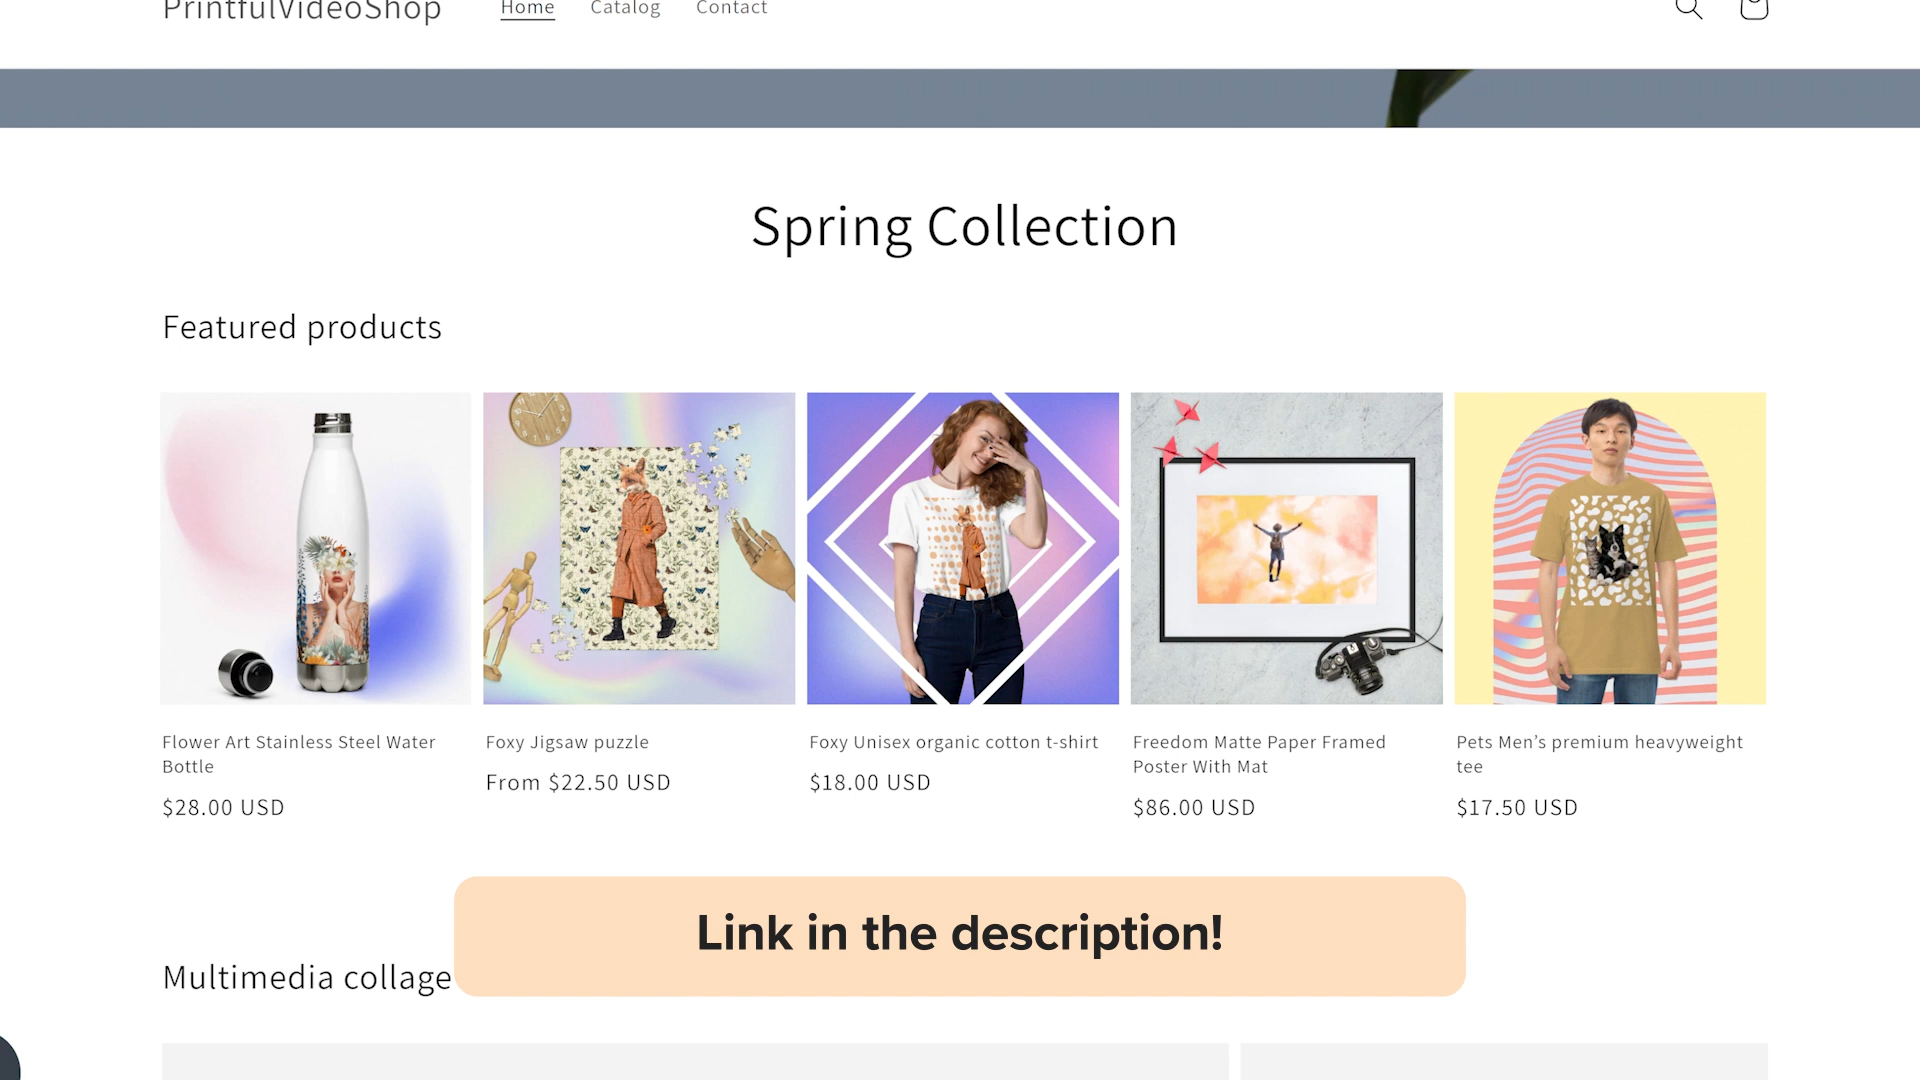 PrintfulVideoShop
Home
Catalog
Contact
Spring Collection
Featured products
Flower Art Stainless Steel Water
Bottle
$28.00 USD
Foxy Jigsaw puzzle
From $22.50 USD
Foxy Unisex organic cotton t-shirt
$18.00 USD
Freedom Matte Paper Framed
Poster With Mat
$86.00 USD
Pets Men’s premium heavyweight
tee
$17.50 USD
Link in the description!
Multimedia collage